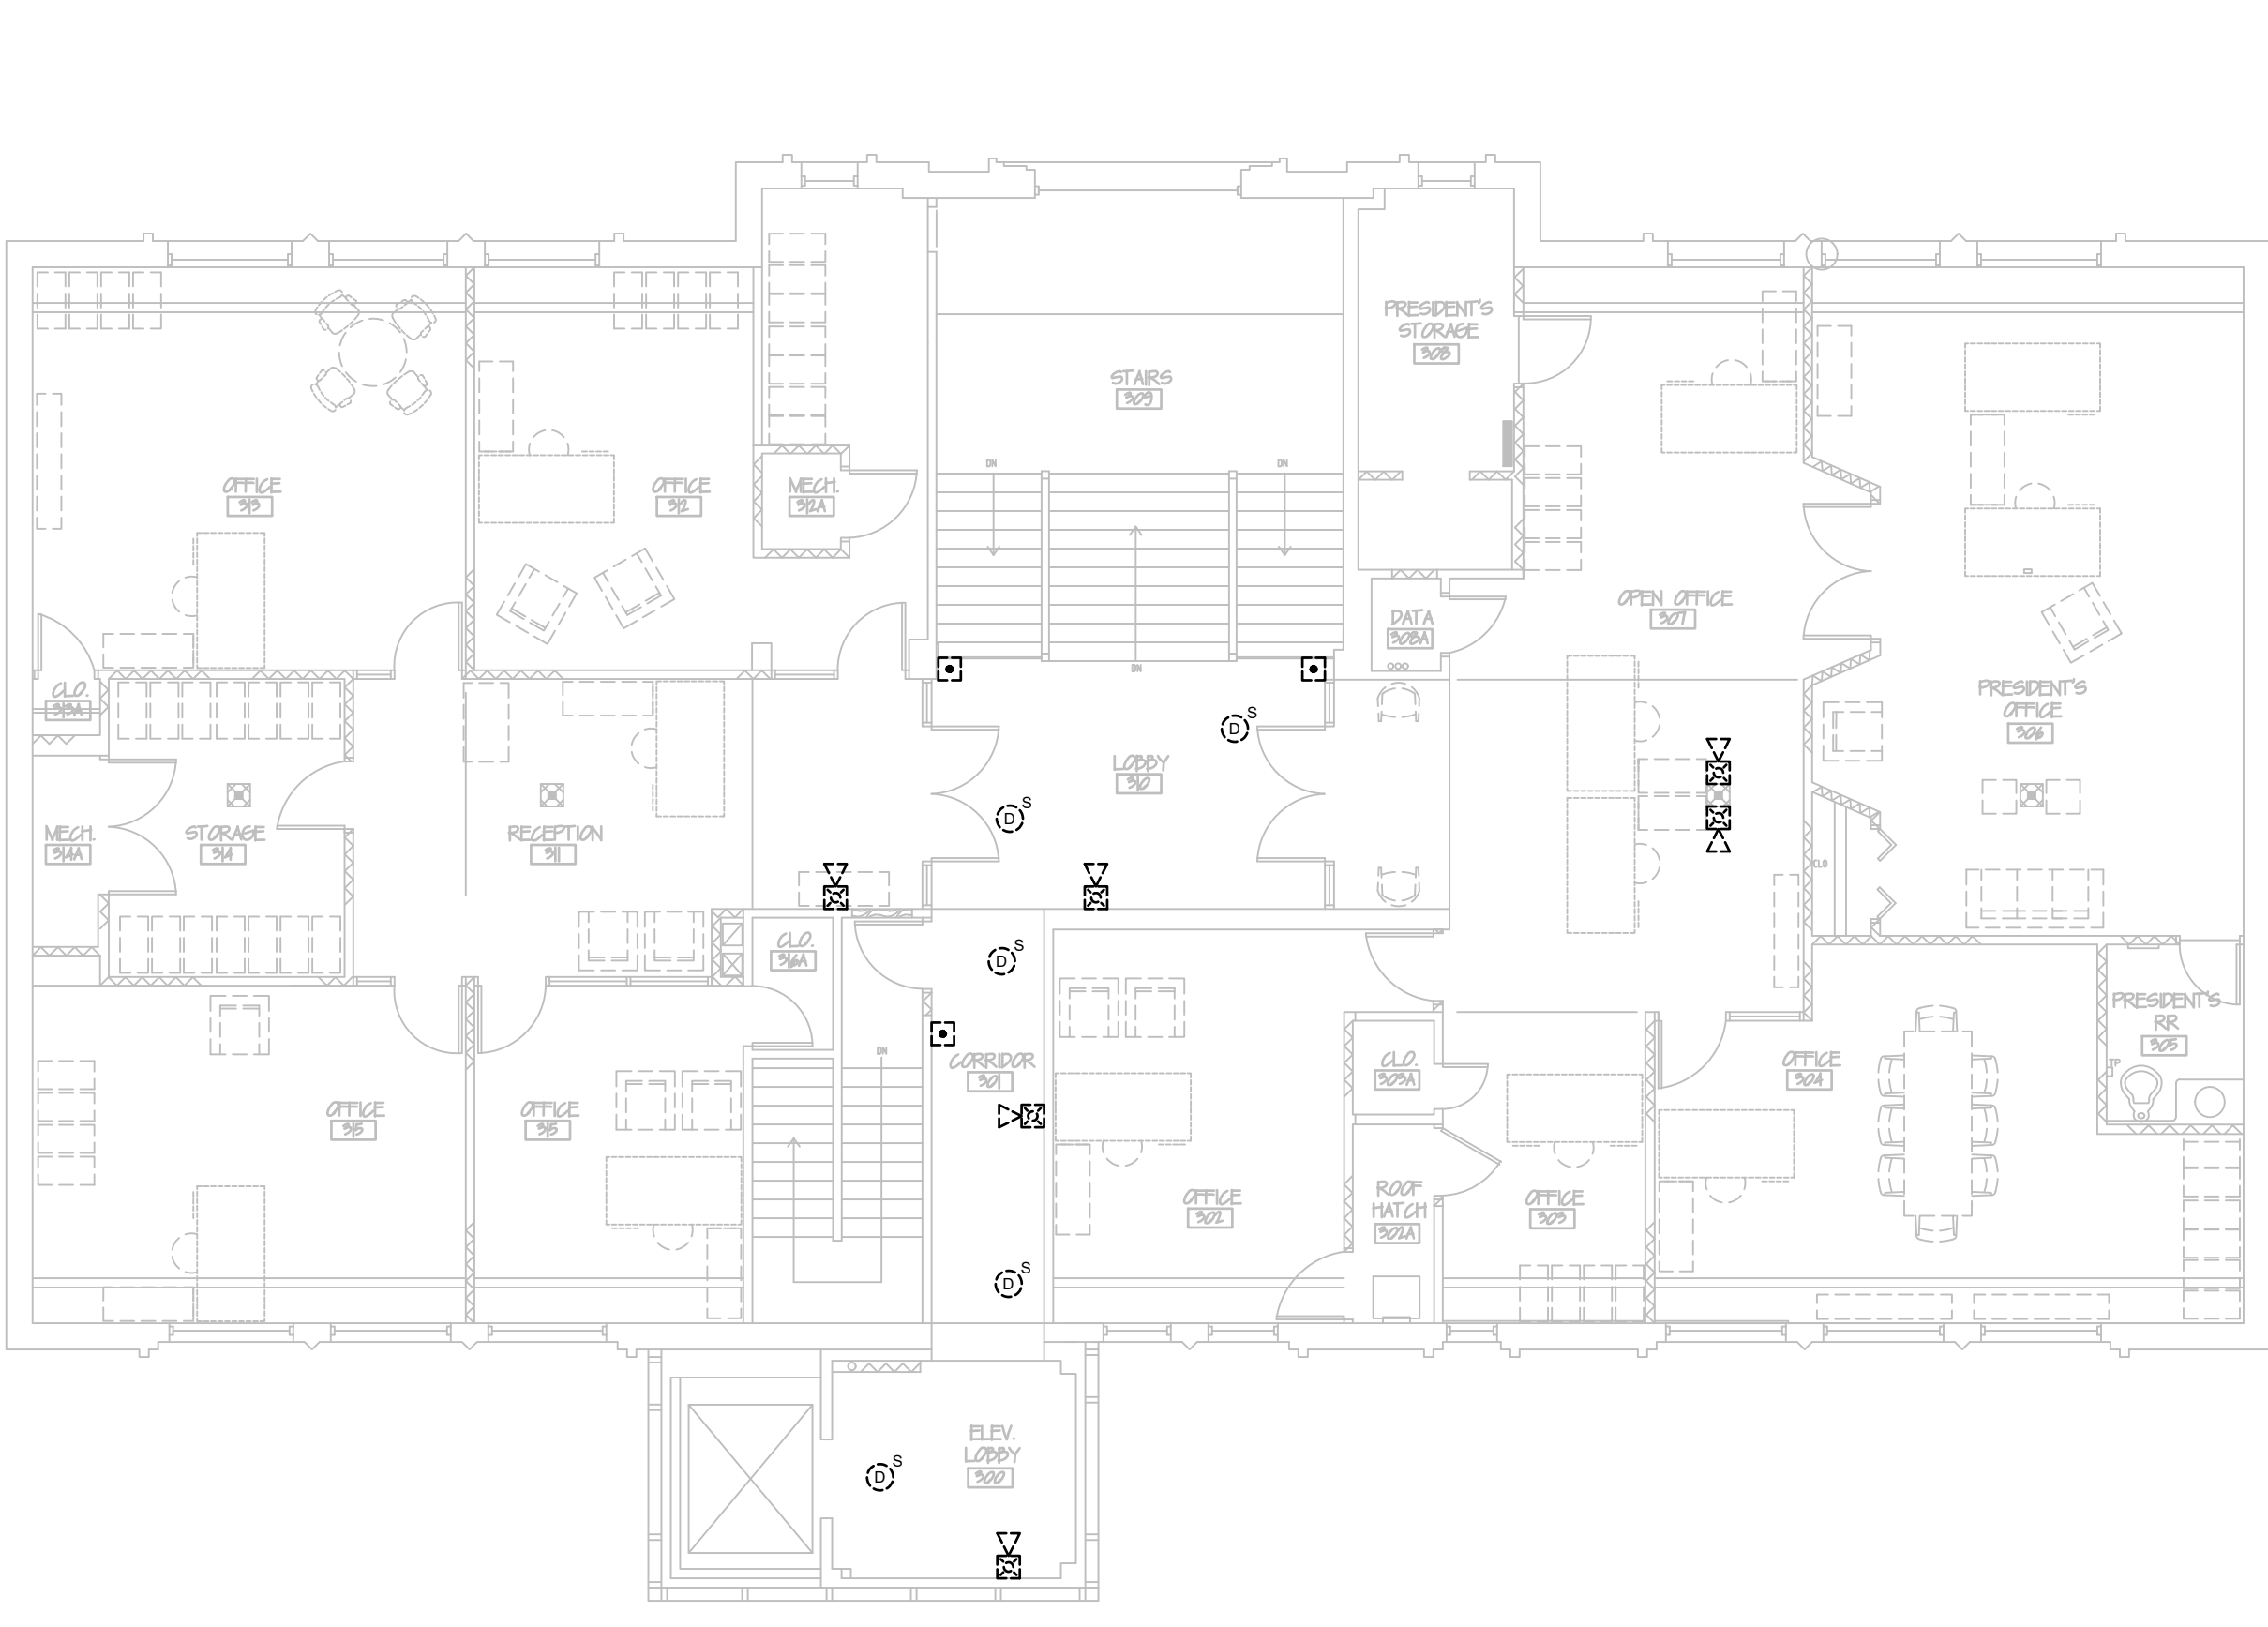 PRESIDENT'S
STORAGE
308
STAIRS
309
DN
DN
OFFICE
313
OFFICE
312
MECH.
312A
OPEN OFFICE
307
DATA
308A
DN
CLO.
313A
PRESIDENT'S
OFFICE
306
D S
LOBBY
310
D S
MECH.
314A
STORAGE
314
RECEPTION
311
CLO
CLO.
316A
D S
PRESIDENT'S
RR
305
TP
DN
CORRIDOR
301
CLO.
303A
OFFICE
304
OFFICE
315
OFFICE
315
OFFICE
302
ROOF
HATCH
302A
OFFICE
303
D S
ELEV.
LOBBY
300
D S